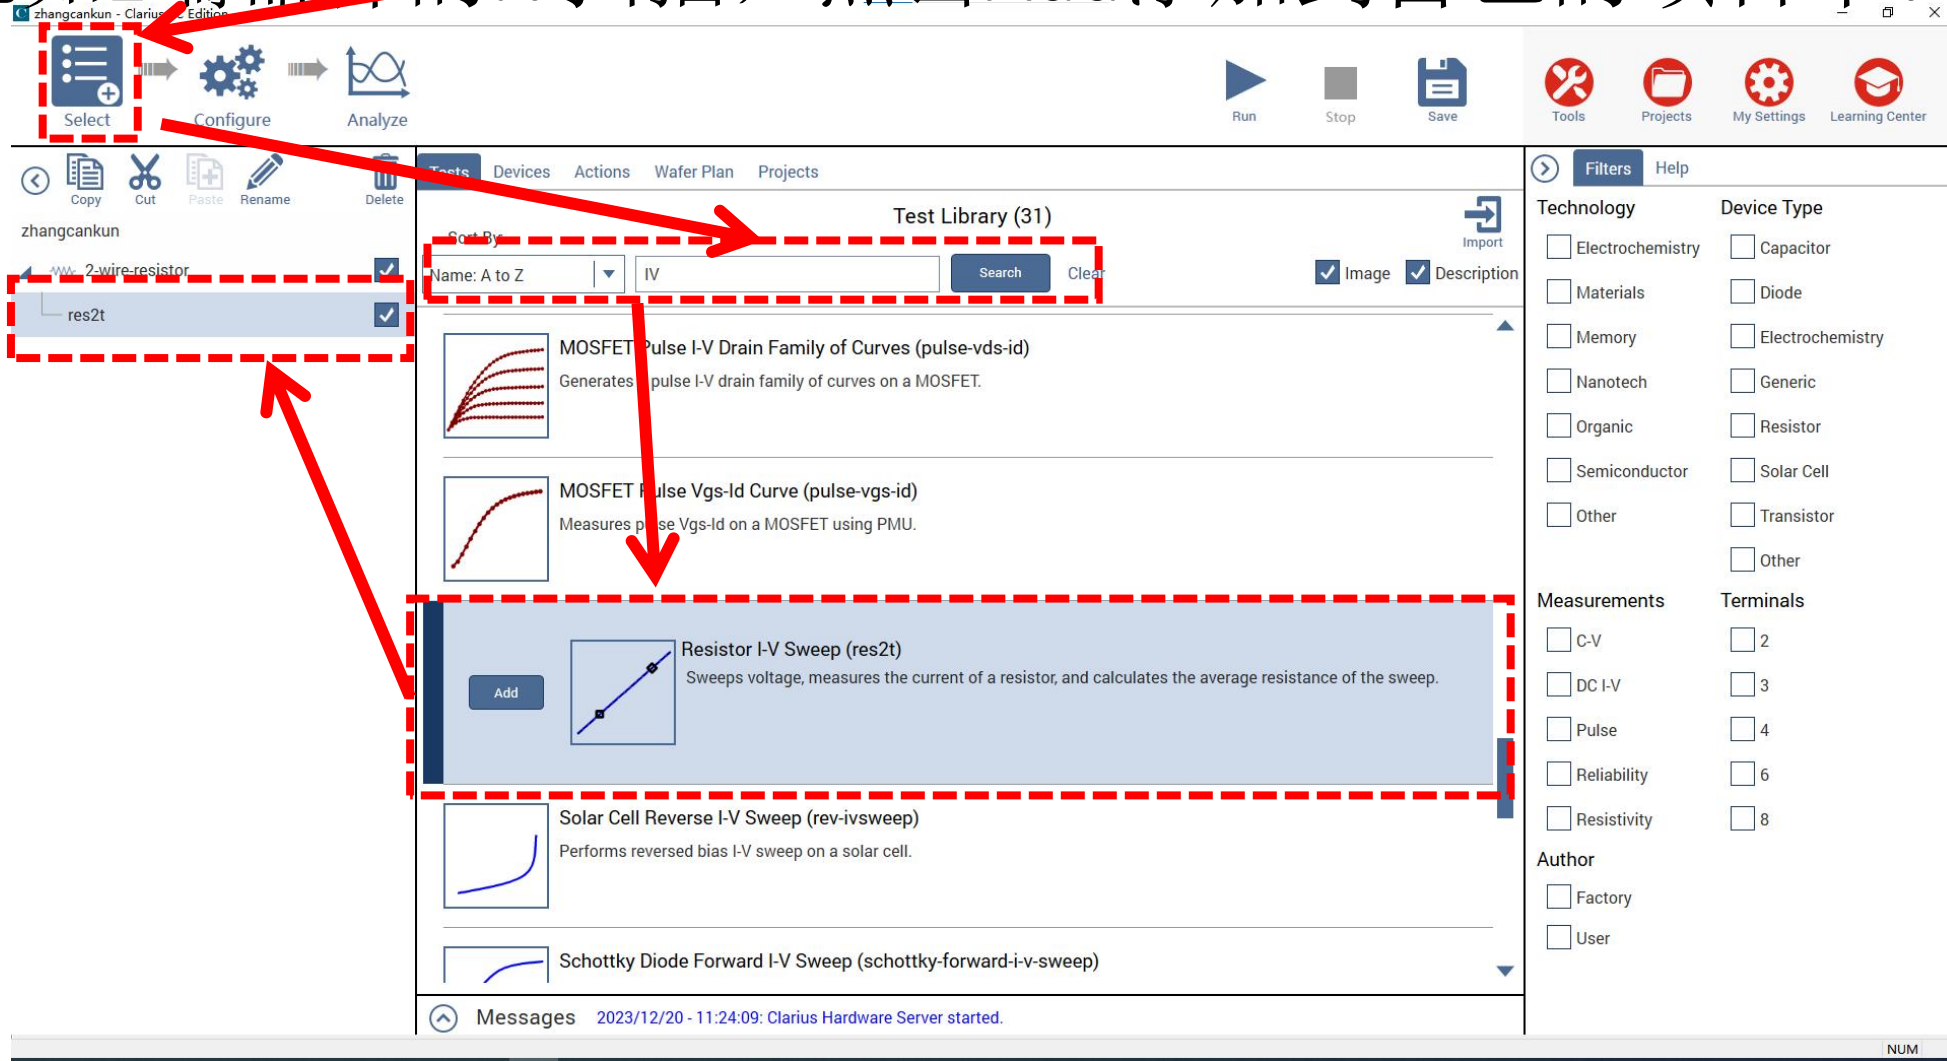 zhangcankun - Clarius
C Edition
Select
Configure
Analyze
Run
Stop
Save
Tools
Projects
My Settings
Learning Center
Copy
Cut
Paste
Rename
Delete
zhangcankun
2-wire-resistor
res2t
Tests
Devices
Actions
Wafer Plan
Projects
Test Library (31)
Sort By
Import
Name: A to Z
IV
Search
Clear
Image
Description
MOSFET Pulse I-V Drain Family of Curves (pulse-vds-id)
Generates pulse I-V drain family of curves on a MOSFET.
MOSFET Pulse Vgs-Id Curve (pulse-vgs-id)
Measures pulse Vgs-Id on a MOSFET using PMU.
Add
Resistor I-V Sweep (res2t)
Sweeps voltage, measures the current of a resistor, and calculates the average resistance of the sweep.
Solar Cell Reverse I-V Sweep (rev-ivsweep)
Performs reversed bias I-V sweep on a solar cell.
Schottky Diode Forward I-V Sweep (schottky-forward-i-v-sweep)
Messages
2023/12/20 - 11:24:09: Clarius Hardware Server started.
Filters
Help
Technology
Electrochemistry
Materials
Memory
Nanotech
Organic
Semiconductor
Other
Device Type
Capacitor
Diode
Electrochemistry
Generic
Resistor
Solar Cell
Transistor
Other
Measurements
C-V
DC I-V
Pulse
Reliability
Resistivity
Terminals
2
3
4
6
8
Author
Factory
User
NUM